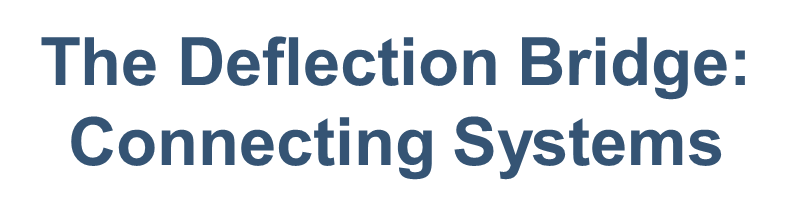 The Deflection Bridge:
Connecting Systems